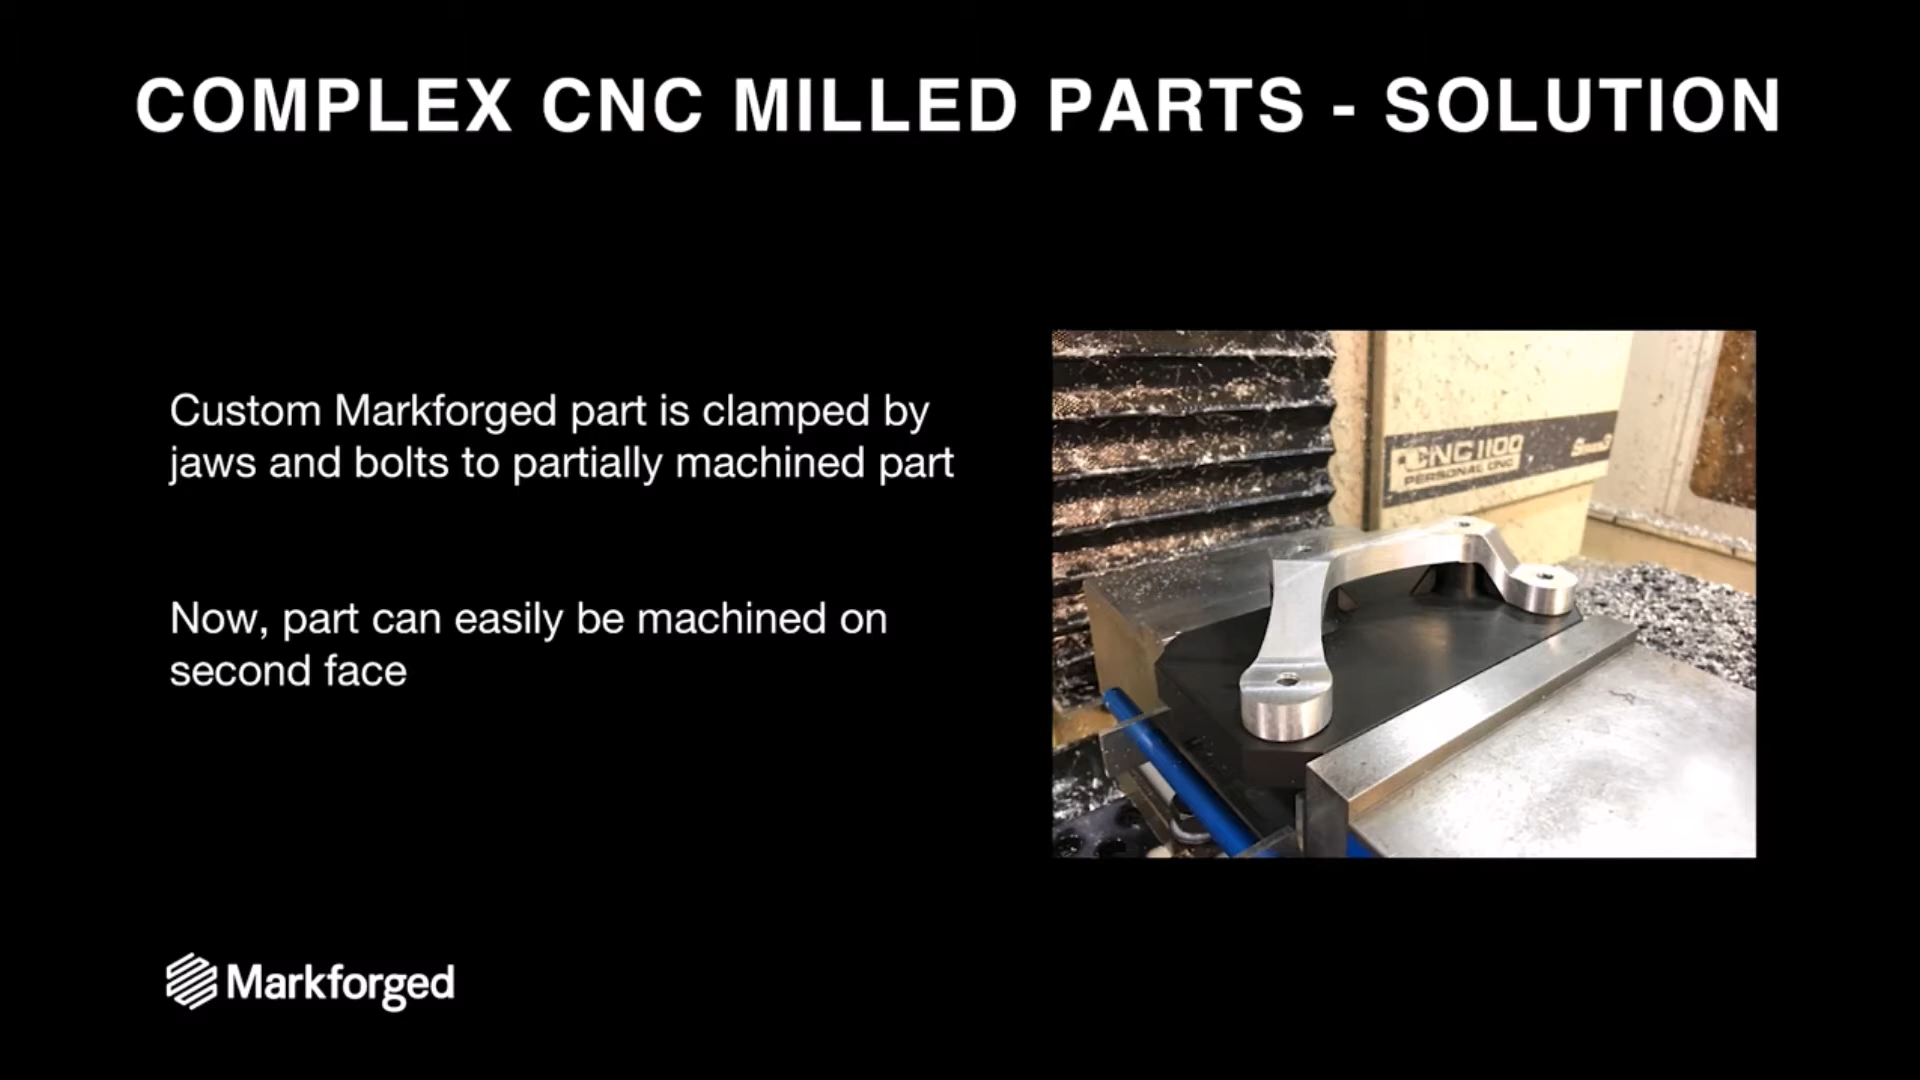 COMPLEX CNC MILLED PARTS - SOLUTION
Custom Markforged part is clamped by
jaws and bolts to partially machined part
Now, part can easily be machined on
second face
CNC 1100
PERSONAL CNC
Markforged